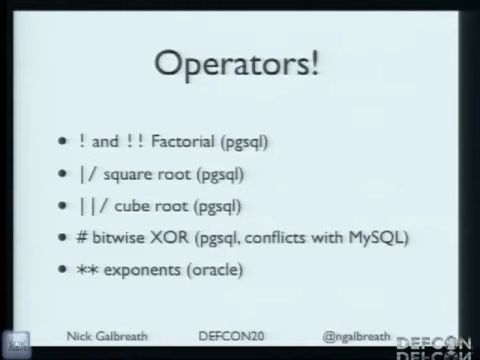 Operators!
• ! and !! Factorial (pgsql)
• |/ square root (pgsql)
• ||/ cube root (pgsql)
• # bitwise XOR (pgsql, conflicts with MySQL)
• ** exponents (oracle)
Nick Galbreath DEFCON20 @ngalbreath
DEFCON
DEFCON